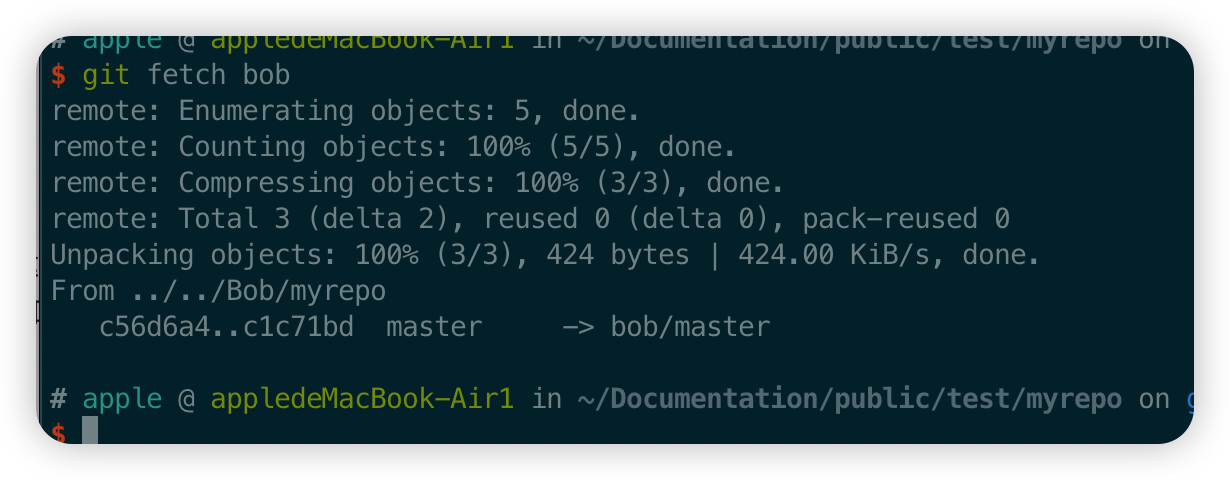 # apple @ appledeMacBook-Air1 in ~/Documentation/public/test/myrepo on
$ git fetch bob
remote: Enumerating objects: 5, done.
remote: Counting objects: 100% (5/5), done.
remote: Compressing objects: 100% (3/3), done.
remote: Total 3 (delta 2), reused 0 (delta 0), pack-reused 0
Unpacking objects: 100% (3/3), 424 bytes | 424.00 KiB/s, done.
From ../../Bob/myrepo
   c56d6a4..c1c71bd  master     -> bob/master
# apple @ appledeMacBook-Air1 in ~/Documentation/public/test/myrepo on
$